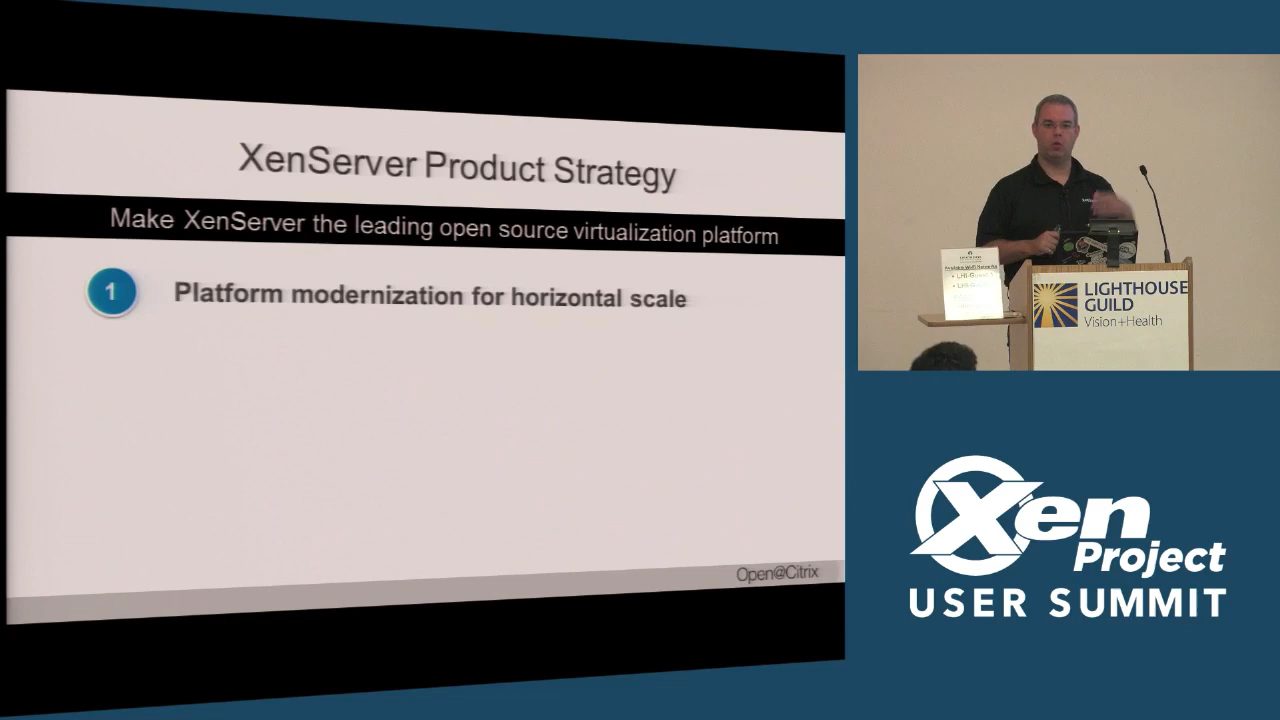 XenServer Product Strategy
Make XenServer the leading open source virtualization platform
1
Platform modernization for horizontal scale
Open@Citrix
LIGHTHOUSE
GUILD
Vision+Health
Xen
Project
USER SUMMIT